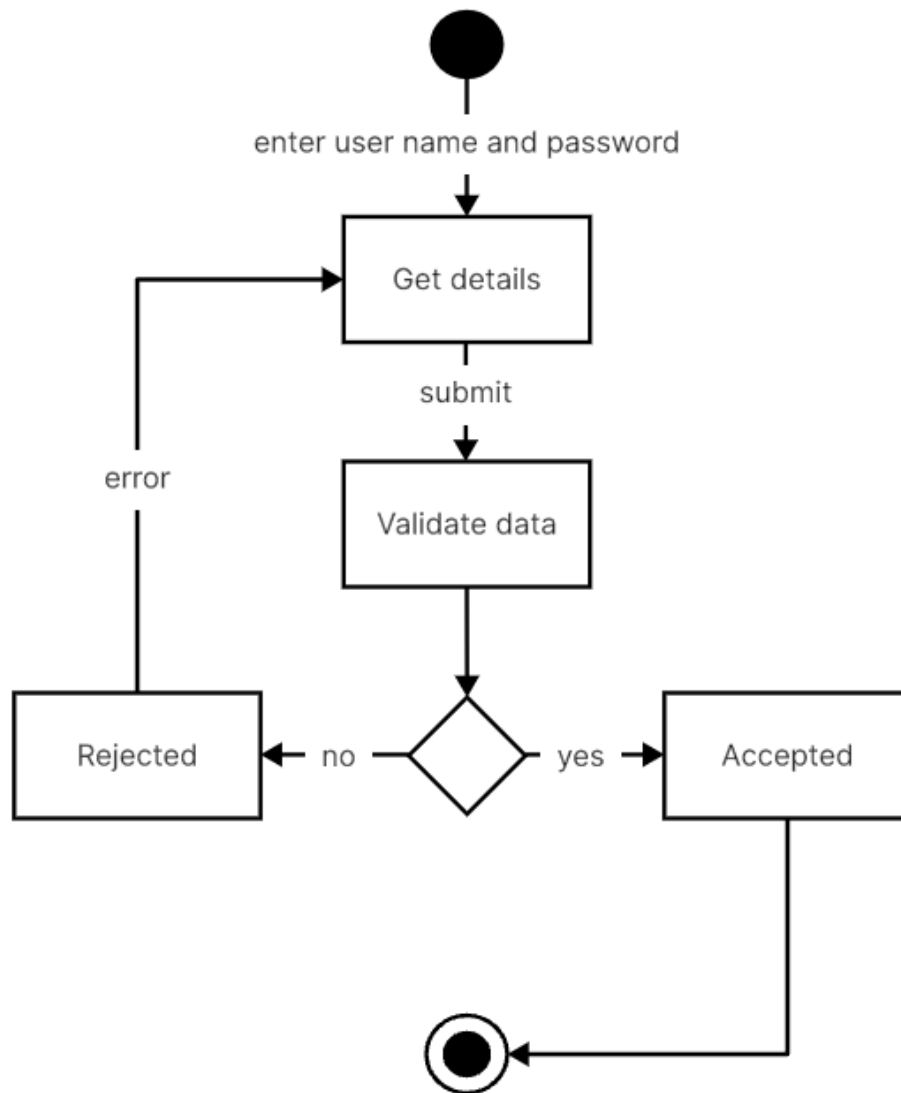 enter user name and password
Get details
submit
error
Validate data
Rejected
no
yes
Accepted